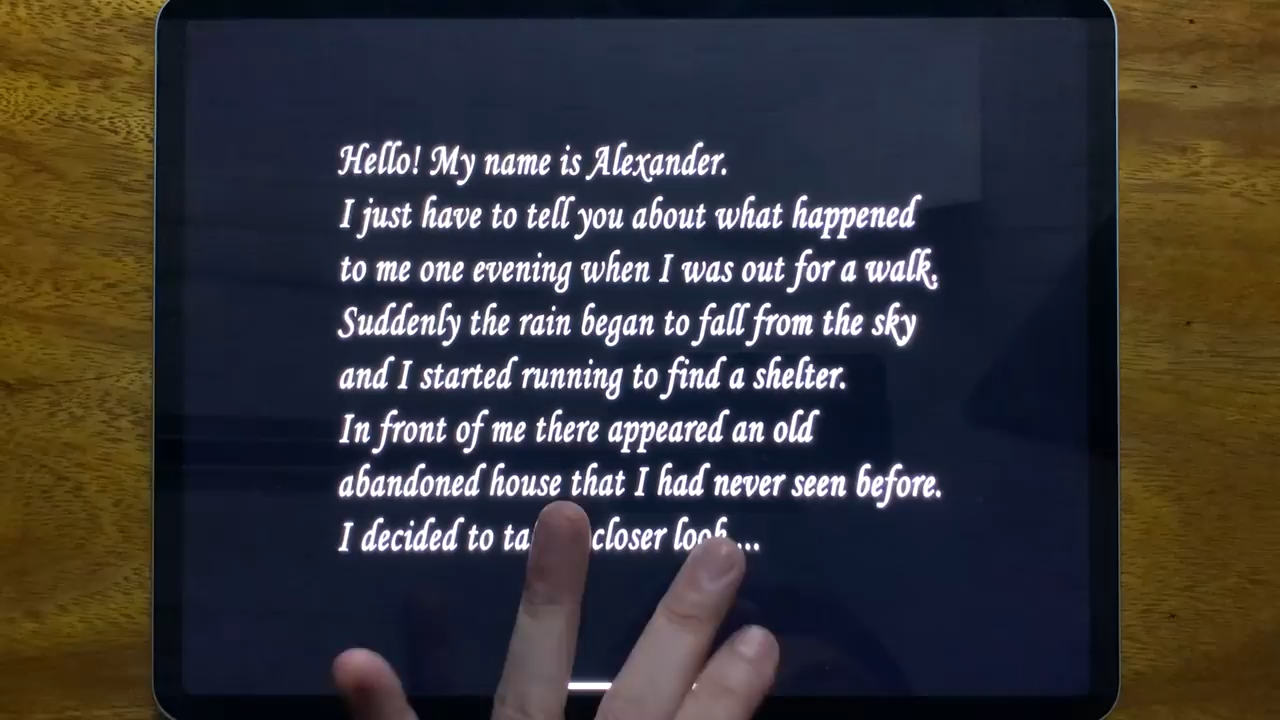 Hello! My name is Alexander.
I just have to tell you about what happened
to me one evening when I was out for a walk.
Suddenly the rain began to fall from the sky
and I started running to find a shelter.
In front of me there appeared an old
abandoned house that I had never seen before.
I decided to closer look...